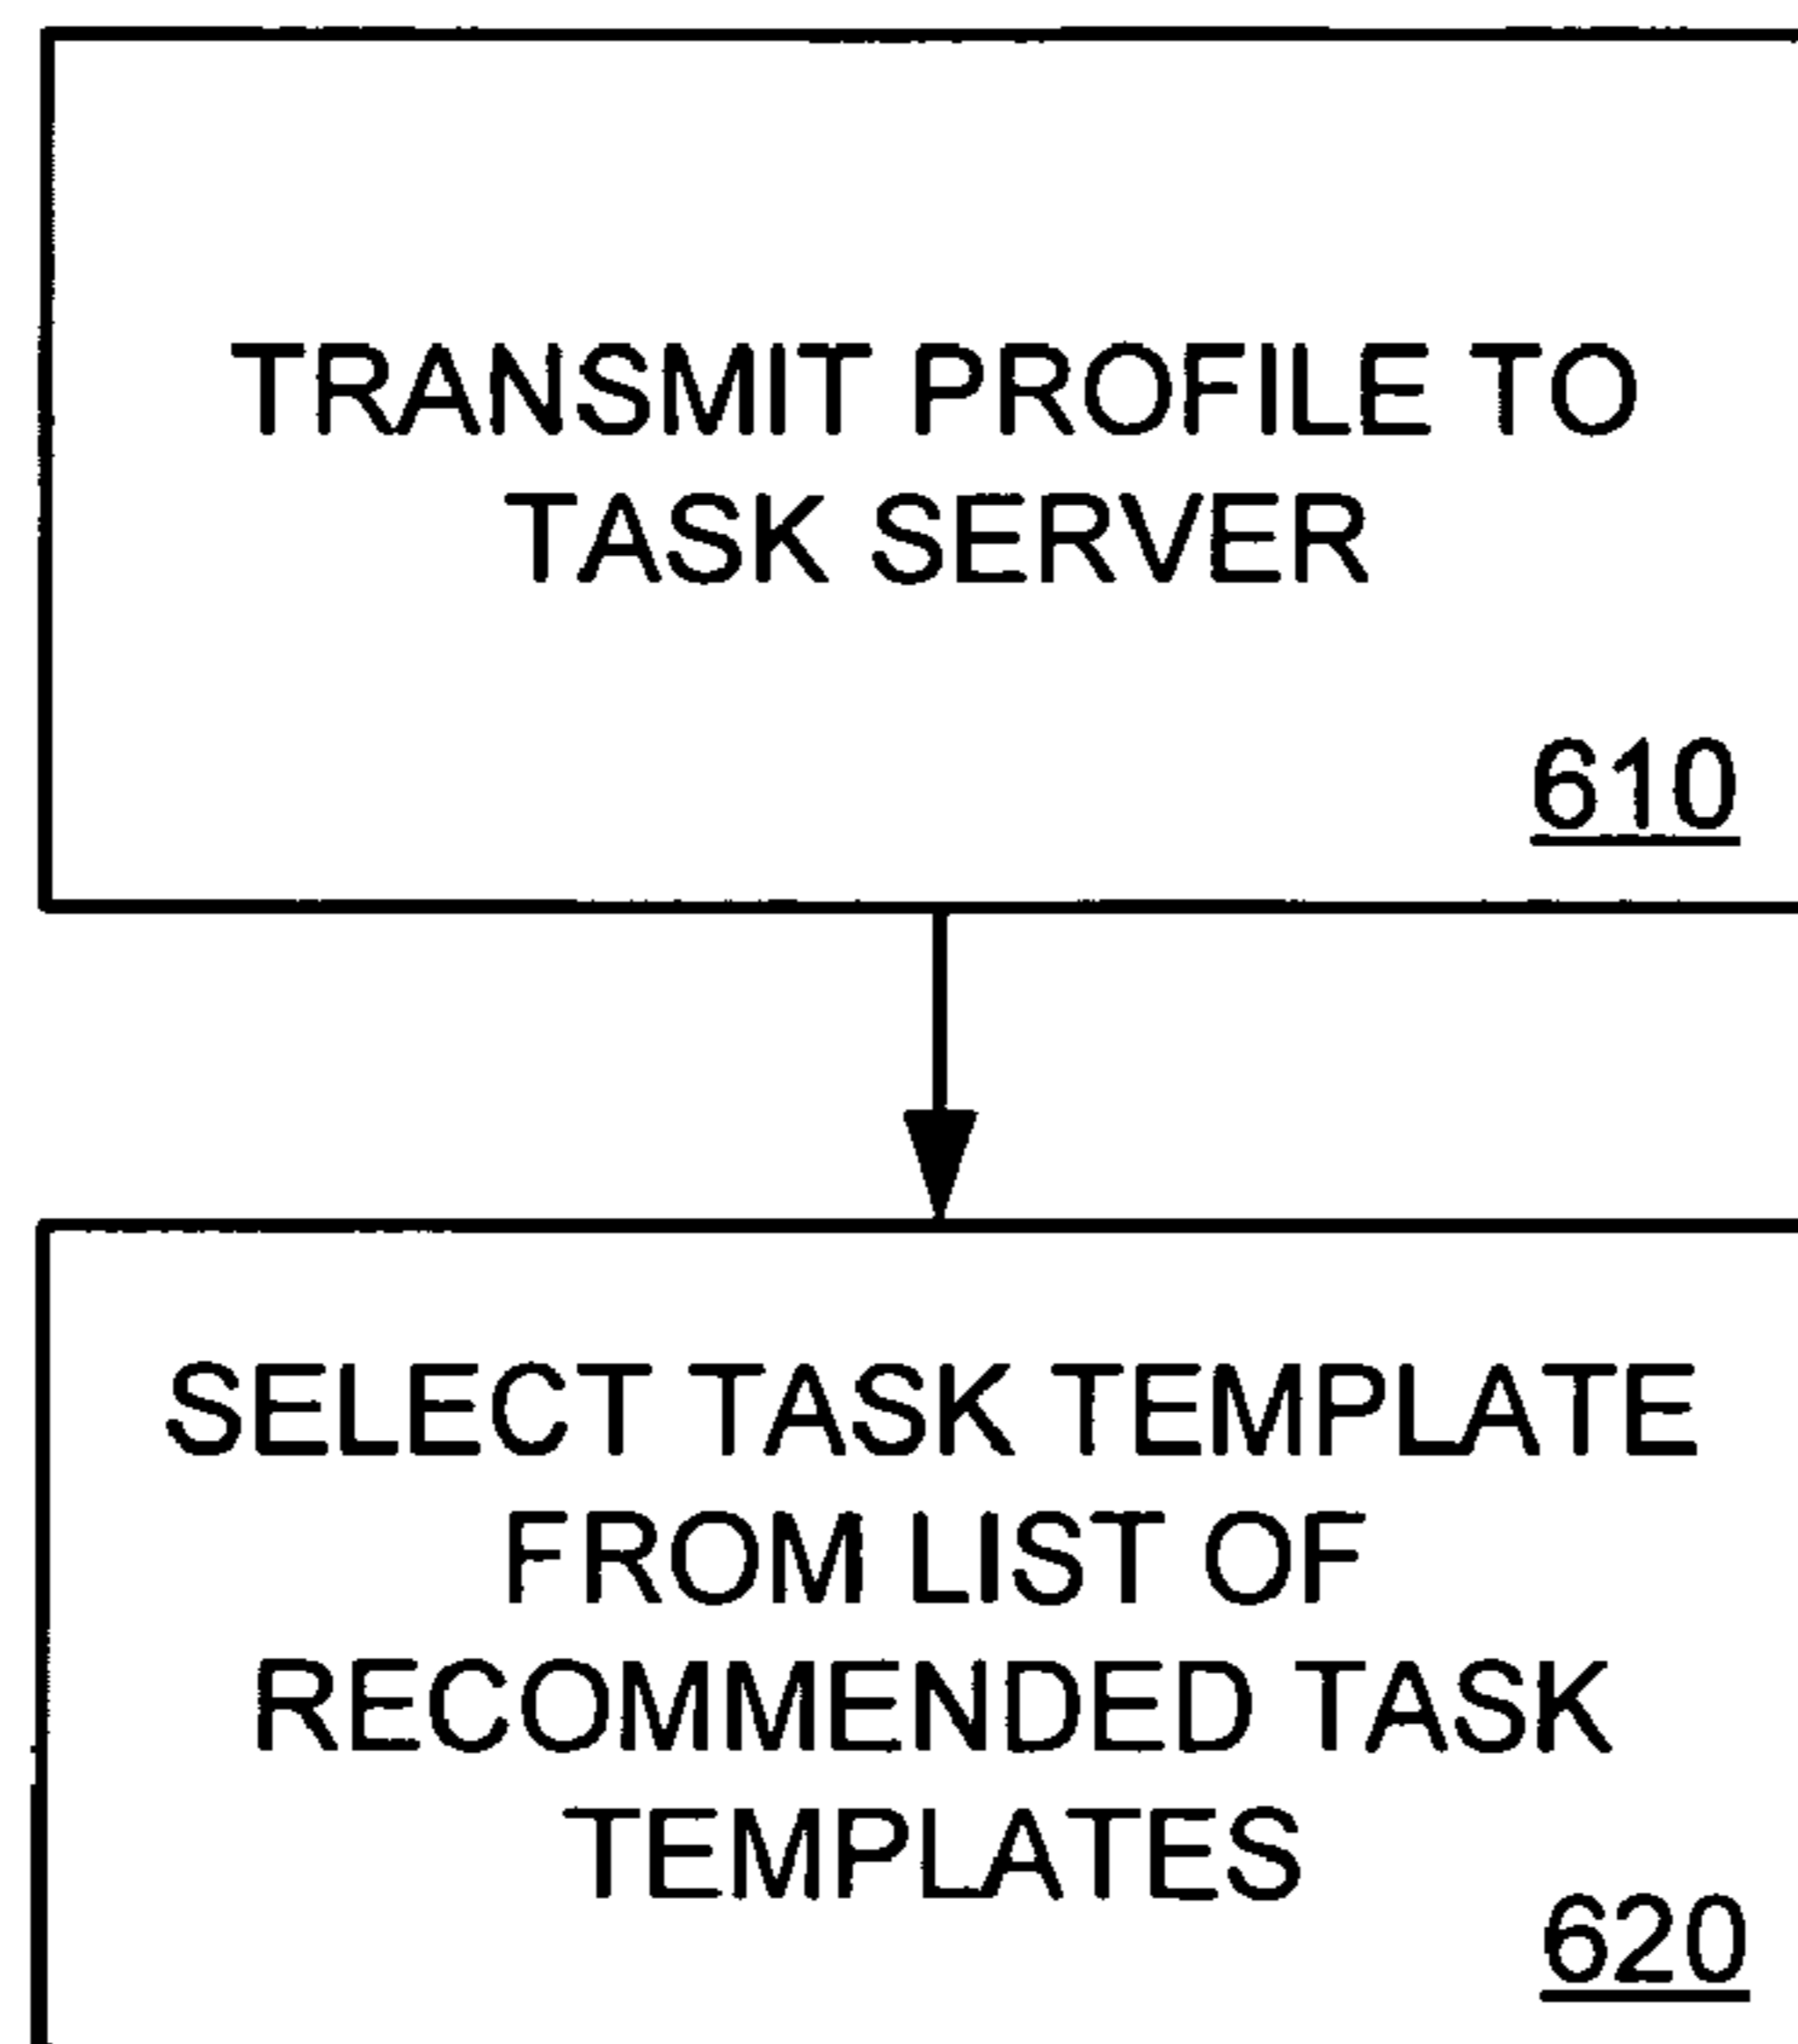 TRANSMIT PROFILE TO
TASK SERVER
610
SELECT TASK TEMPLATE
FROM LIST OF
RECOMMENDED TASK
TEMPLATES
620